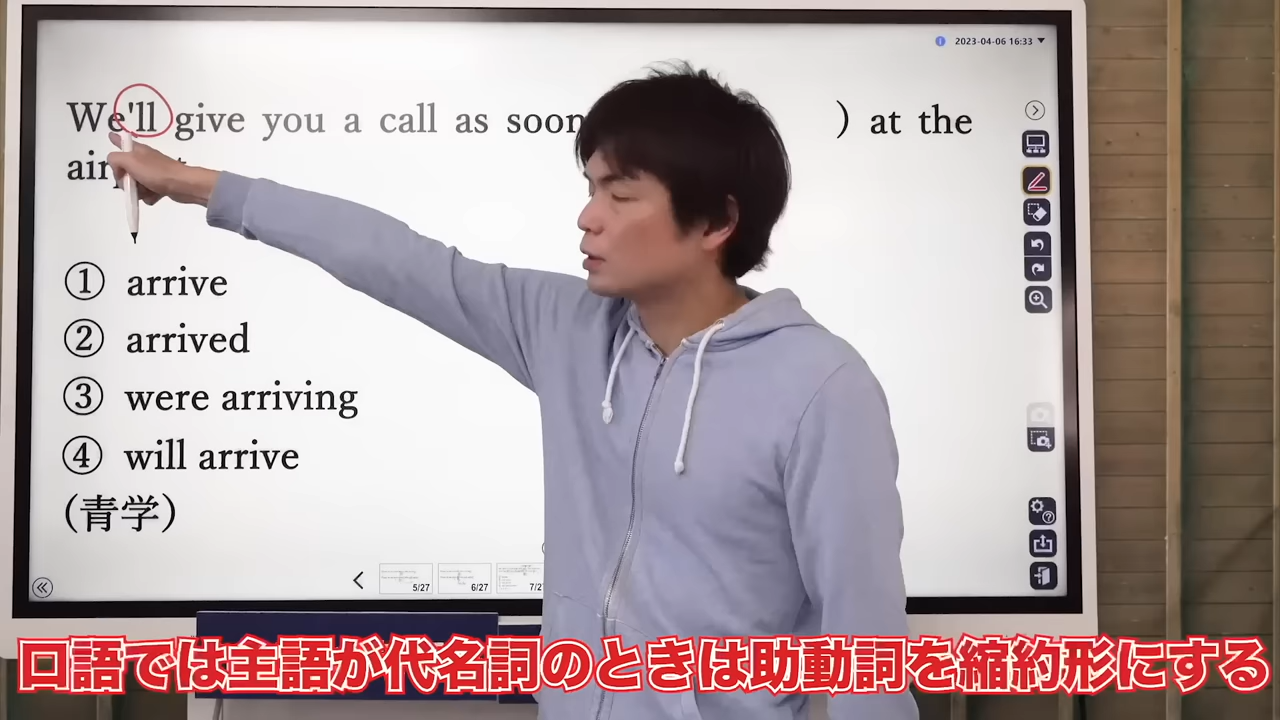 2023-04-06 16:33
We'll give you a call as soon ) at the
① arrive
② arrived
③ were arriving
④ will arrive
(青学)
5/27 6/27 7/27
口語では主語が代名詞のときは助動詞を縮約形にする